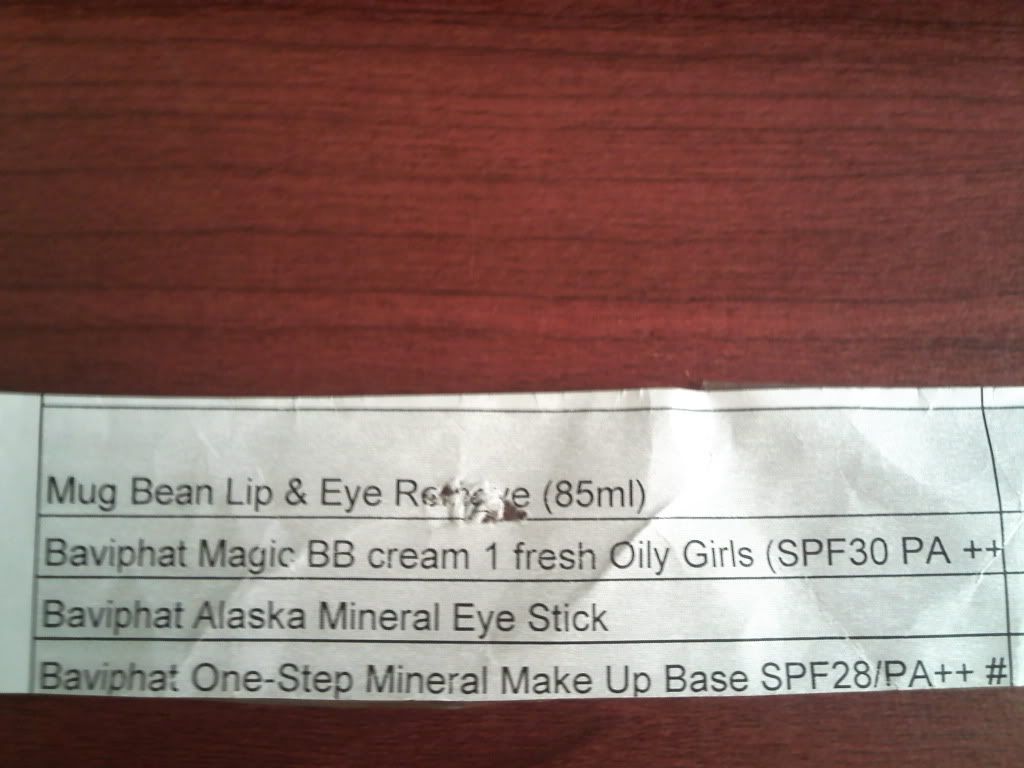 Mug Bean Lip & Eye (85ml)
Baviphat Magic BB cream 1 fresh Oily Girls (SPF30 PA ++
Baviphat Alaska Mineral Eye Stick
Baviphat One-Step Mineral Make Up Base SPF28/PA++ #